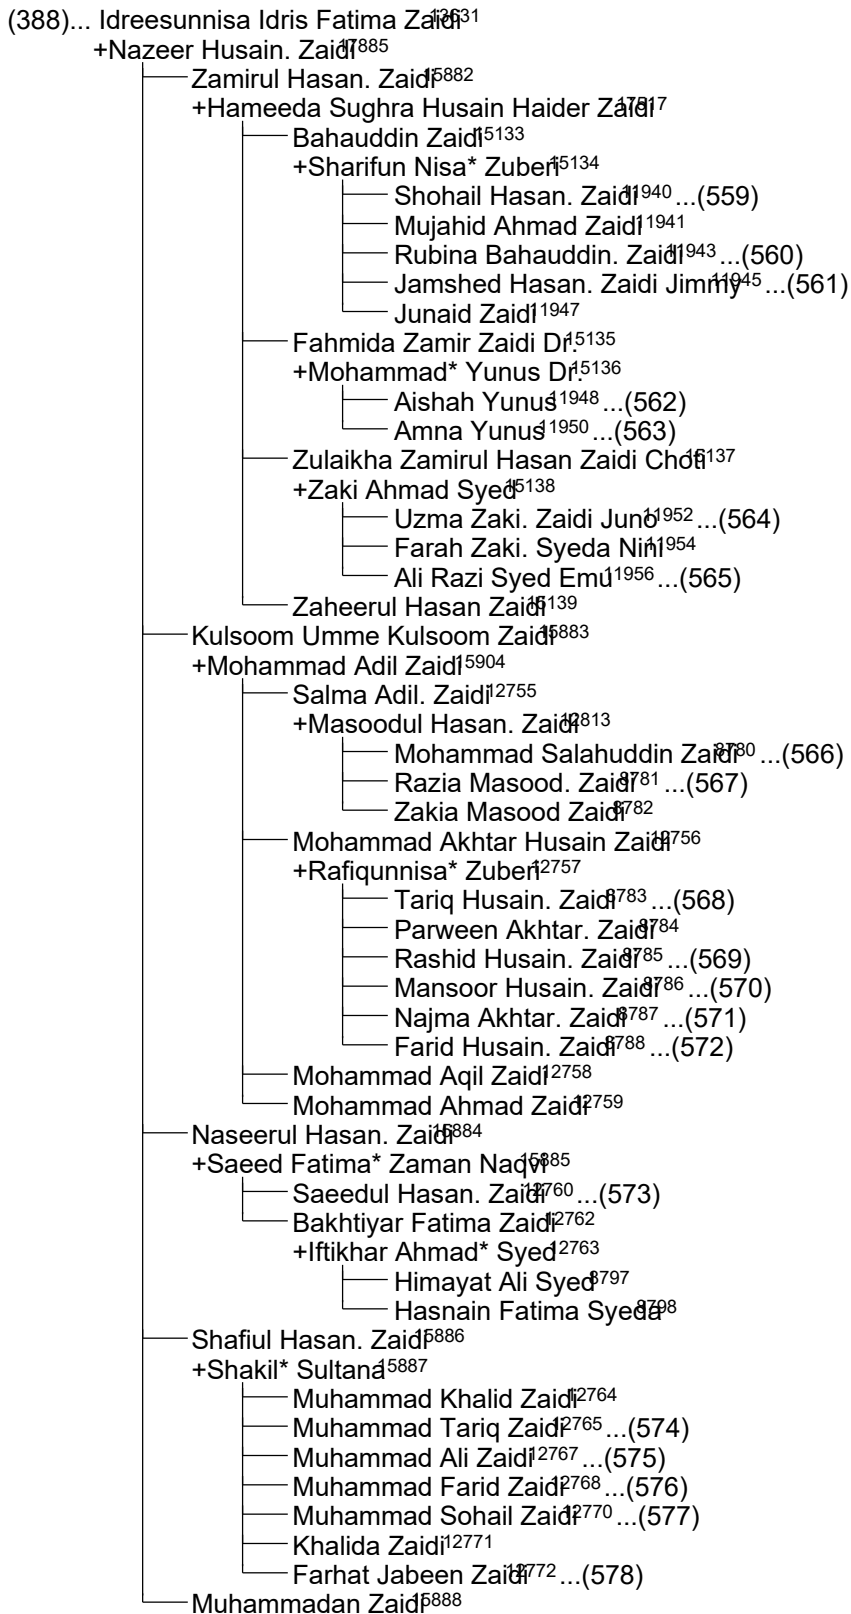 (388)... Idreesunnisa Idris Fatima Zaidi13631
+Nazeer Husain. Zaidi17885
Zamirul Hasan. Zaidi15882
+Hameeda Sughra Husain Haider Zaidi17517
Bahauddin Zaidi15133
+Sharifun Nisa* Zuberi15134
Shohail Hasan. Zaidi11940 ...(559)
Mujahid Ahmad Zaidi11941
Rubina Bahauddin. Zaidi11943 ...(560)
Jamshed Hasan. Zaidi Jimmy11945 ...(561)
Junaid Zaidi11947
Fahmida Zamir Zaidi Dr.15135
+Mohammad* Yunus Dr.15136
Aishah Yunus11948 ...(562)
Amna Yunus11950 ...(563)
Zulaikha Zamirul Hasan Zaidi Choti15137
+Zaki Ahmad Syed15138
Uzma Zaki. Zaidi Juno11952 ...(564)
Farah Zaki. Syeda Nini11954
Ali Razi Syed Emu11956 ...(565)
Zaheerul Hasan Zaidi15139
Kulsoom Umme Kulsoom Zaidi15883
+Mohammad Adil Zaidi15904
Salma Adil. Zaidi12755
+Masoodul Hasan. Zaidi12813
Mohammad Salahuddin Zaidi8780 ...(566)
Razia Masood. Zaidi8781 ...(567)
Zakia Masood Zaidi8782
Mohammad Akhtar Husain Zaidi12756
+Rafiqunnisa* Zuberi12757
Tariq Husain. Zaidi8783 ...(568)
Parween Akhtar. Zaidi8784
Rashid Husain. Zaidi8785 ...(569)
Mansoor Husain. Zaidi8786 ...(570)
Najma Akhtar. Zaidi8787 ...(571)
Farid Husain. Zaidi8788 ...(572)
Mohammad Aqil Zaidi12758
Mohammad Ahmad Zaidi12759
Naseerul Hasan. Zaidi15884
+Saeed Fatima* Zaman Naqvi15885
Saeedul Hasan. Zaidi12760 ...(573)
Bakhtiyar Fatima Zaidi12762
+Iftikhar Ahmad* Syed12763
Himayat Ali Syed8797
Hasnain Fatima Syeda8798
Shafiul Hasan. Zaidi15886
+Shakil* Sultana15887
Muhammad Khalid Zaidi12764
Muhammad Tariq Zaidi12765 ...(574)
Muhammad Ali Zaidi12767 ...(575)
Muhammad Farid Zaidi12768 ...(576)
Muhammad Sohail Zaidi12770 ...(577)
Khalida Zaidi12771
Farhat Jabeen Zaidi12772 ...(578)
Muhammadan Zaidi15888